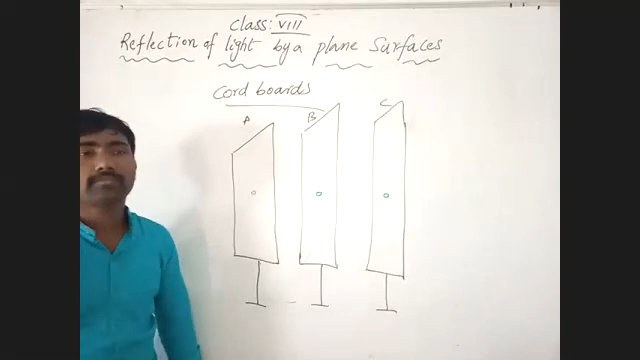 Class: VIII
Reflection of light by a plane Surfaces
Cord boards
A B C